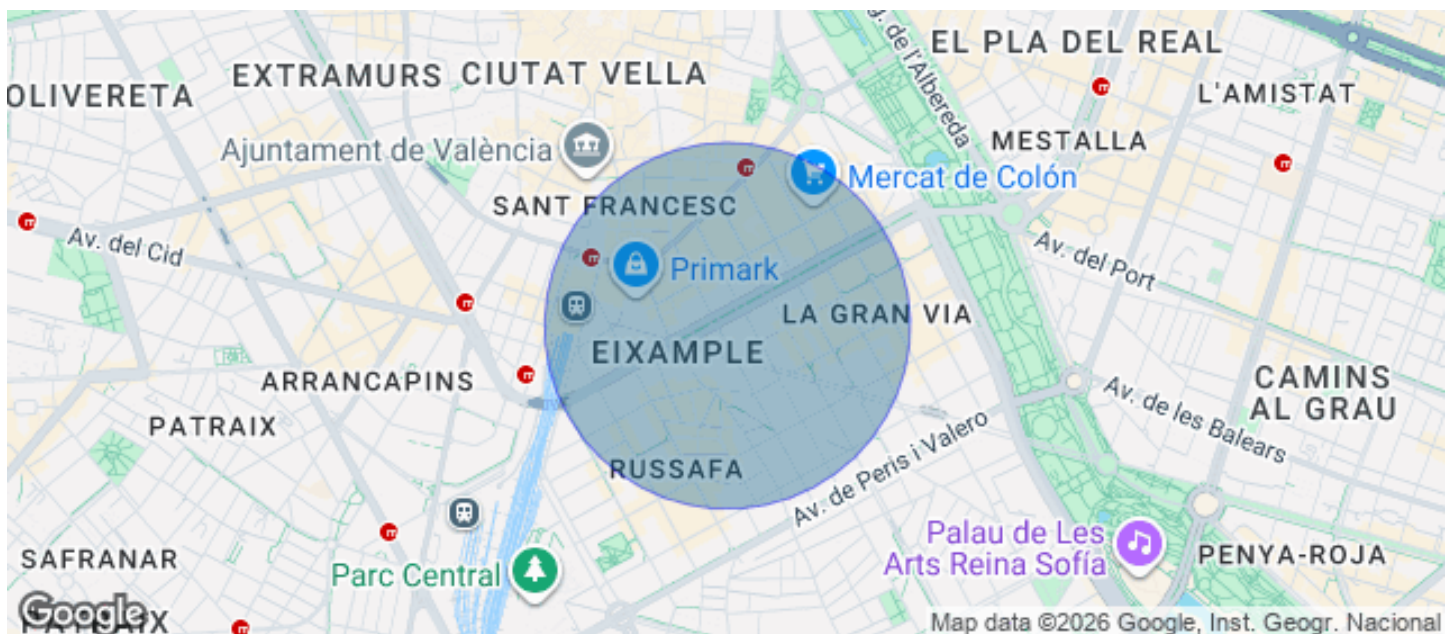 Av. de l'Albereda
EL PLA DEL REAL
EXTRAMURS
CIUTAT VELLA
OLIVERETA
L'AMISTAT
MESTALLA
Ajuntament de València
Mercat de Colón
SANT FRANCESC
Av. del Cid
Av. del Port
Primark
LA GRAN VIA
EIXAMPLE
ARRANCAPINS
CAMINS
AL GRAU
PATRAIX
Av. de les Balears
RUSSAFA
Av. de Peris i Valero
Palau de Les
Arts Reina Sofía
PENYA-ROJA
SAFRANAR
Parc Central
Google
PATRAIX
Map data ©2026 Google, Inst. Geogr. Nacional